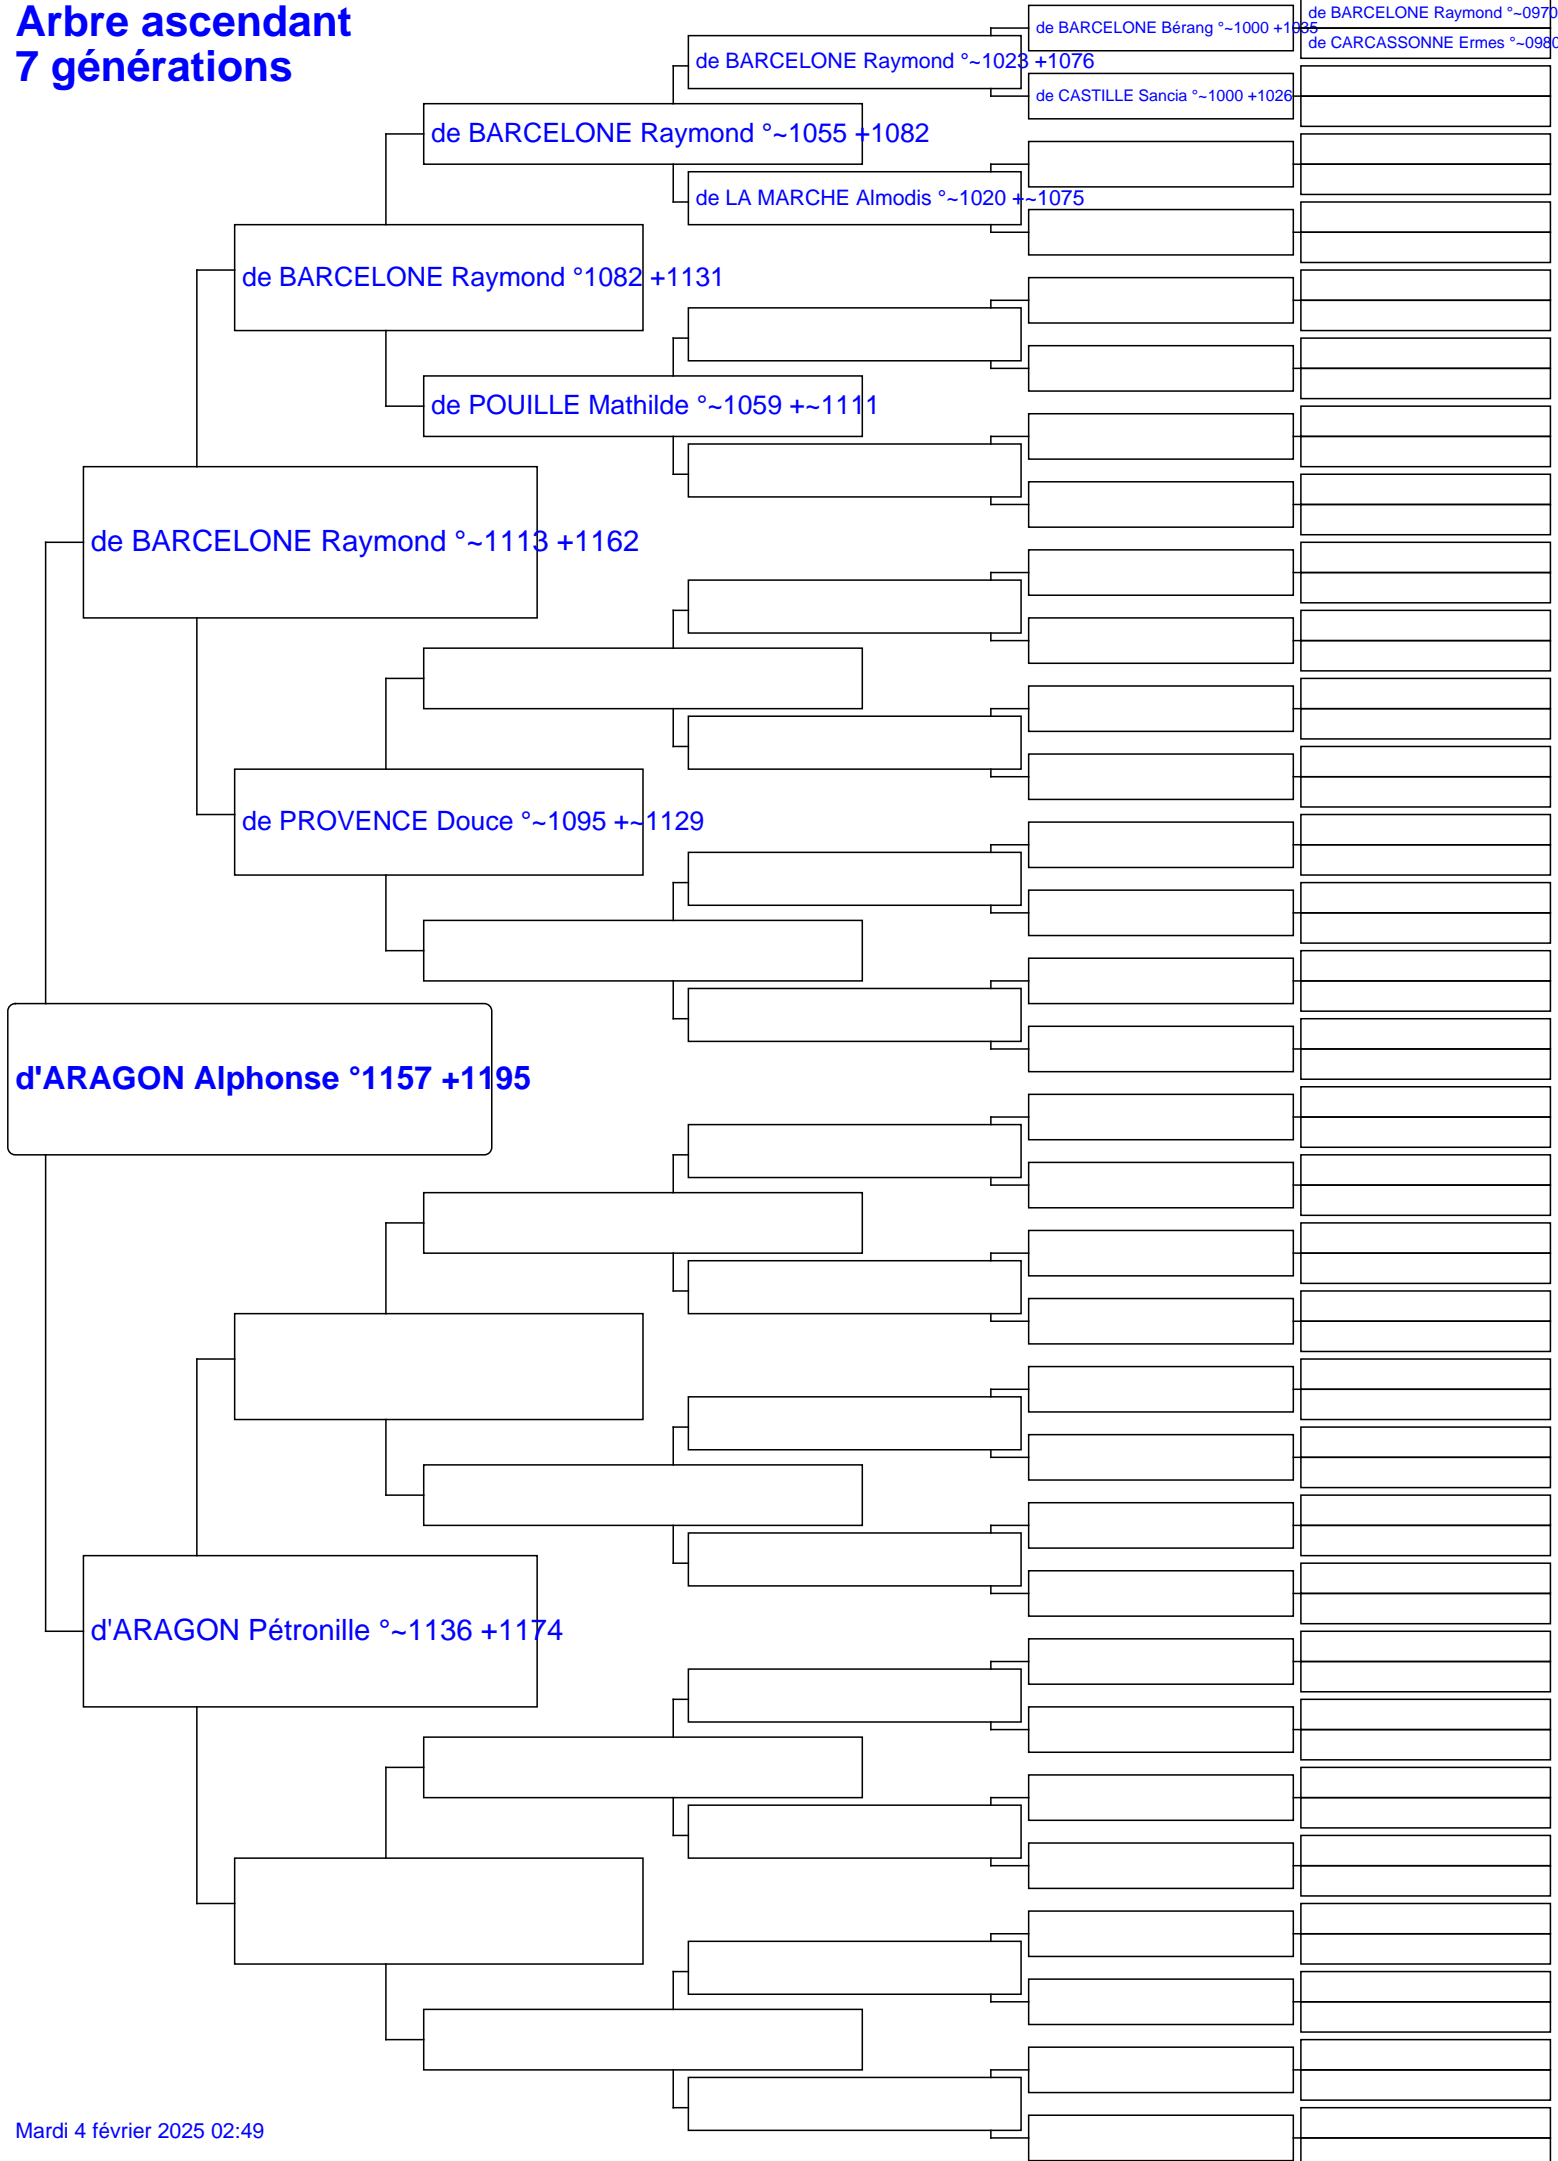 Arbre ascendant
7 générations
de BARCELONE Raymond °~0970
de CARCASSONNE Ermes °~0980
de BARCELONE Bérang °~1000 +1035
de CASTILLE Sancia °~1000 +1026
de BARCELONE Raymond °~1023 +1076
de LA MARCHE Almodis °~1020 +~1075
de BARCELONE Raymond °~1055 +1082
de POUILLE Mathilde °~1059 +~1111
de BARCELONE Raymond °1082 +1131
de PROVENCE Douce °~1095 +~1129
de BARCELONE Raymond °~1113 +1162
d'ARAGON Alphonse °1157 +1195
d'ARAGON Pétronille °~1136 +1174
Mardi 4 février 2025 02:49